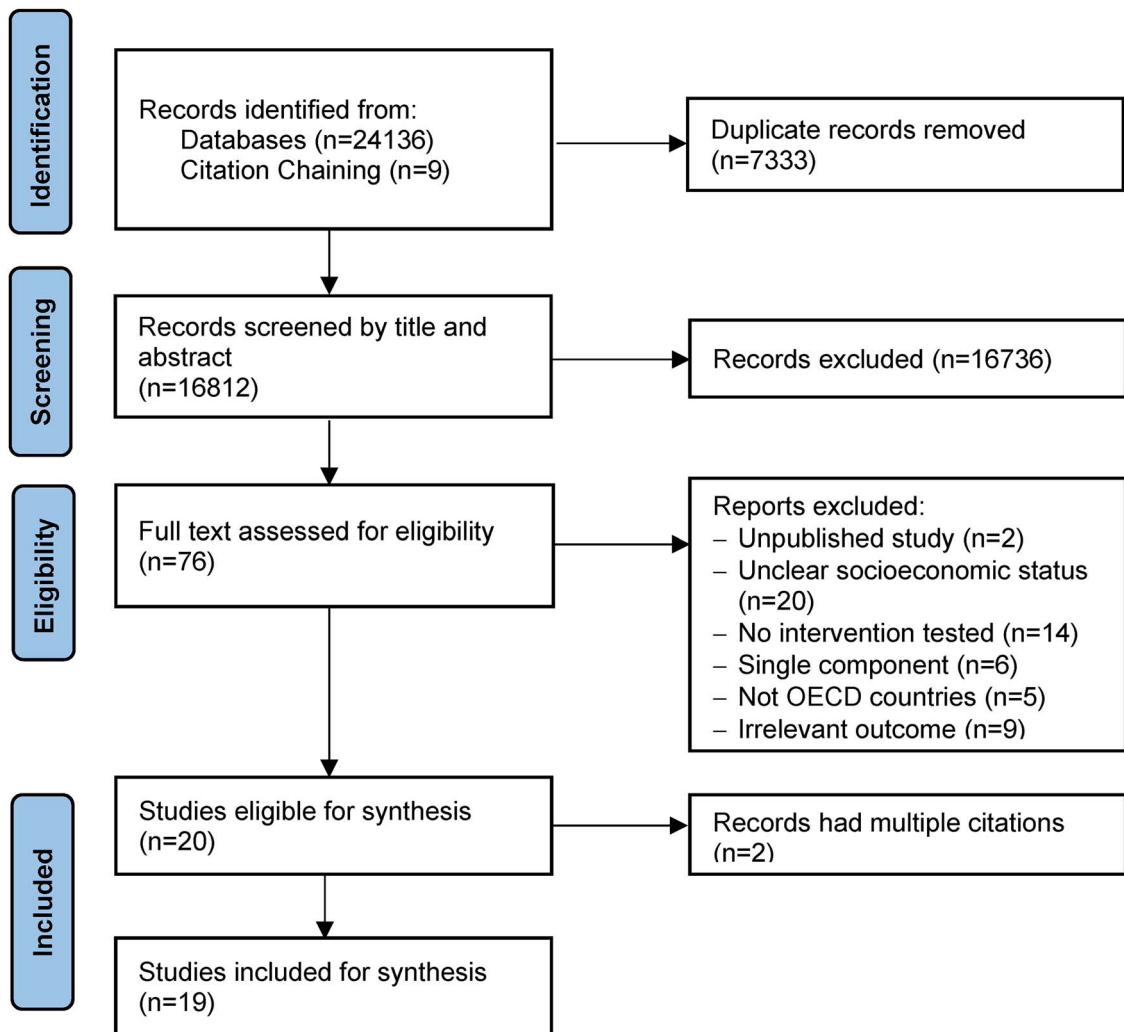 Identification
Records identified from:
Databases (n=24136)
Citation Chaining (n=9)
Duplicate records removed
(n=7333)
Screening
Records screened by title and
abstract
(n=16812)
Records excluded (n=16736)
Eligibility
Full text assessed for eligibility
(n=76)
Reports excluded:
– Unpublished study (n=2)
– Unclear socioeconomic status
(n=20)
– No intervention tested (n=14)
– Single component (n=6)
– Not OECD countries (n=5)
– Irrelevant outcome (n=9)
Included
Studies eligible for synthesis
(n=20)
Records had multiple citations
(n=2)
Studies included for synthesis
(n=19)